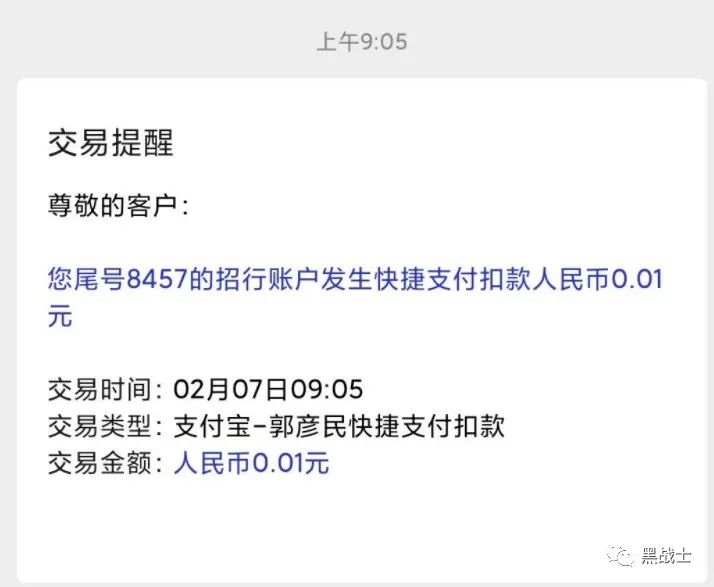 上午9:05
交易提醒
尊敬的客户:
您尾号8457的招行账户发生快捷支付扣款人民币0.01
元
交易时间: 02月07日09:05
交易类型: 支付宝-郭彦民快捷支付扣款
交易金额: 人民币0.01元
黑战士